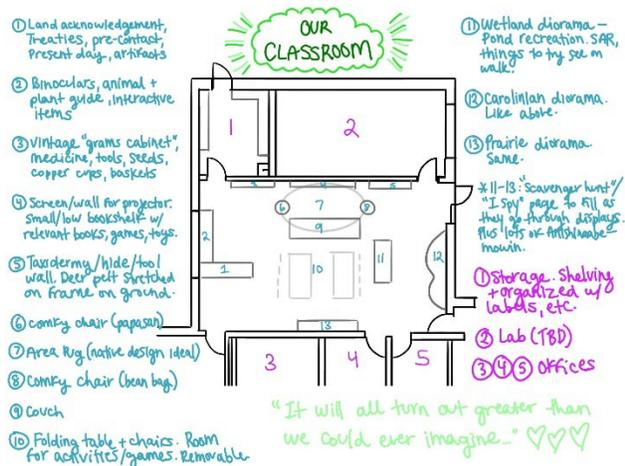 OUR
CLASSROOM
① Land acknowledgement,
Treaties, pre-contact,
Present day, artifacts
② Binoculars, animal +
plant guide, interactive
items
③ Vintage "grams cabinet",
medicine, tools, seeds,
copper cups, baskets
④ Screen/wall for projector.
small/low bookshelf w/
relevant books, games, toys.
⑤ Taxidermy/hide/tool
wall. Deer pelt stretched
on frame on ground.
⑥ comfy chair (papasan)
⑦ Area Rug (native design ideal)
⑧ Comfy chair (bean bag)
⑨ Couch
⑩ Folding table + chairs. Room
for activities/games. Removable
1
2
3
4
5
6
7
8
9
2
1
10
11
12
13
3
4
5
⑪ Wetland diorama –
Pond recreation. SAR,
things to try see on
walk.
⑫ Carolinian diorama.
Like above.
⑬ Prairie diorama.
Same.
* 11-13: "Scavenger hunt"/
"I spy" page to fill as
they go through displays.
Plus lots of Anishinabe-
mowin.
① Storage. Shelving
+ organized w/
labels, etc.
② Lab (TBD)
③④⑤ Offices
"It will all turn out greater than
we could ever imagine..."